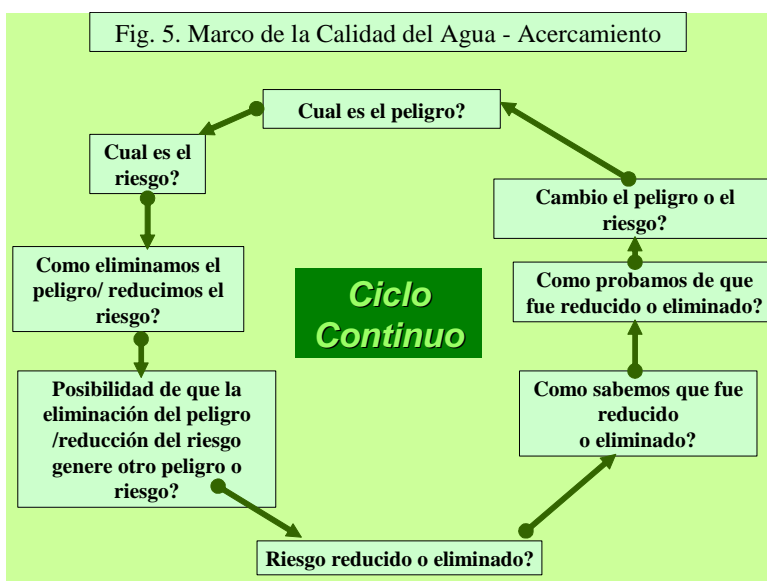 Fig. 5. Marco de la Calidad del Agua - Acercamiento
Cual es el peligro?
Cual es el
riesgo?
Como eliminamos el
peligro/ reducimos el
riesgo?
Posibilidad de que la
eliminación del peligro
/reducción del riesgo
genere otro peligro o
riesgo?
Riesgo reducido o eliminado?
Como sabemos que fue
reducido
o eliminado?
Como probamos de que
fue reducido o eliminado?
Cambio el peligro o el
riesgo?
Ciclo
Continuo